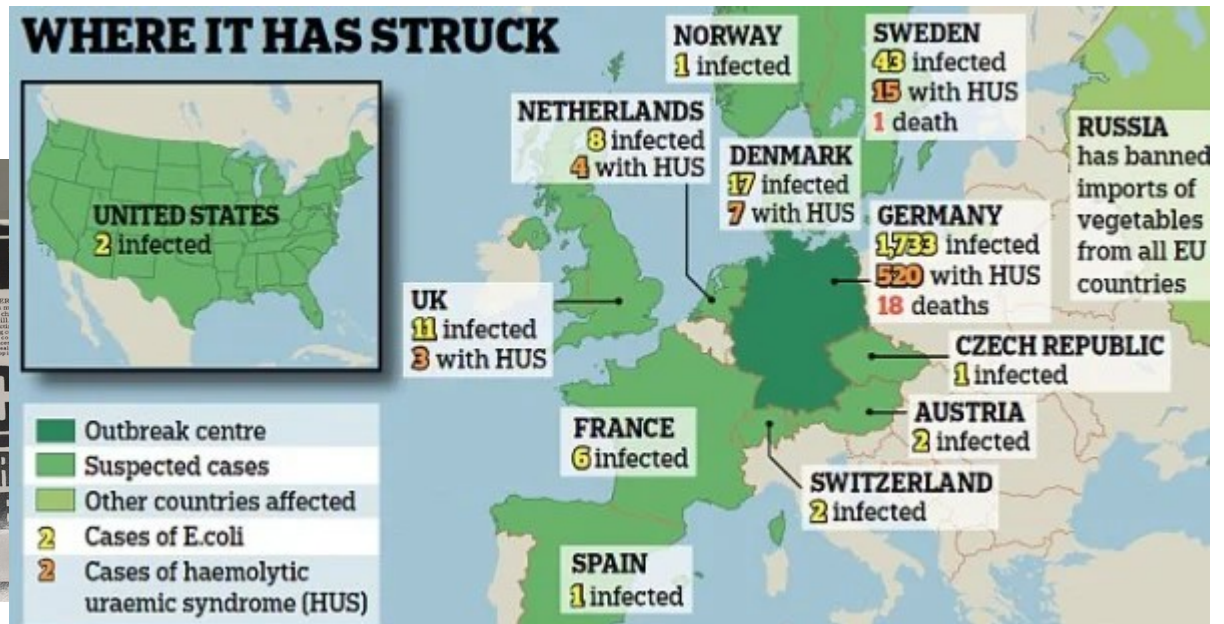 WHERE IT HAS STRUCK
UNITED STATES
2 infected
NORWAY
1 infected
SWEDEN
43 infected
15 with HUS
1 death
NETHERLANDS
8 infected
4 with HUS
DENMARK
17 infected
7 with HUS
RUSSIA
has banned
imports of
vegetables
from all EU
countries
GERMANY
1,733 infected
520 with HUS
18 deaths
UK
11 infected
3 with HUS
CZECH REPUBLIC
1 infected
AUSTRIA
2 infected
FRANCE
6 infected
SWITZERLAND
2 infected
SPAIN
1 infected
Outbreak centre
Suspected cases
Other countries affected
2 Cases of E.coli
2 Cases of haemolytic
uraemic syndrome (HUS)